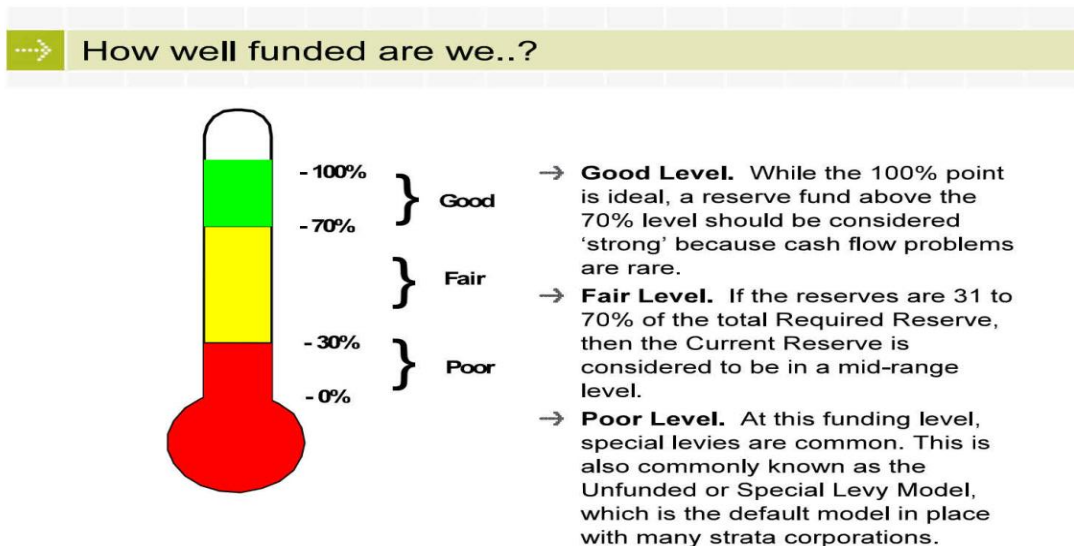 How well funded are we..?
- 100%
Good
- 70%
Fair
- 30%
Poor
- 0%
→ Good Level. While the 100% point
is ideal, a reserve fund above the
70% level should be considered
‘strong’ because cash flow problems
are rare.
→ Fair Level. If the reserves are 31 to
70% of the total Required Reserve,
then the Current Reserve is
considered to be in a mid-range
level.
→ Poor Level. At this funding level,
special levies are common. This is
also commonly known as the
Unfunded or Special Levy Model,
which is the default model in place
with many strata corporations.